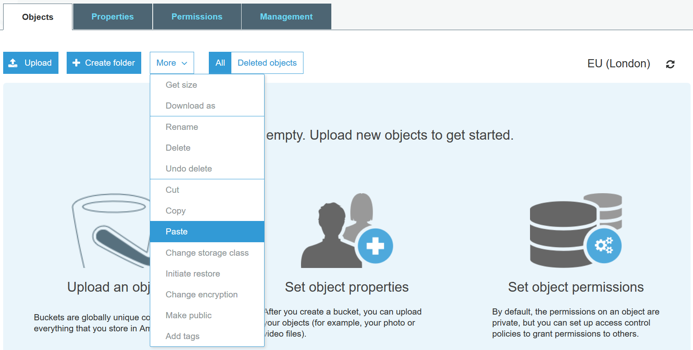 Objects
Properties
Permissions
Management
Upload
Create folder
More
All
Deleted objects
EU (London)
Get size
Download as
Rename
Delete
Undo delete
Cut
Copy
Paste
Change storage class
Initiate restore
Change encryption
Make public
Add tags
empty. Upload new objects to get started.
Upload an obj
Buckets are globally unique co
everything that you store in Am
Set object properties
After you create a bucket, you can upload
your objects (for example, your photo or
video files).
Set object permissions
By default, the permissions on an object are
private, but you can set up access control
policies to grant permissions to others.